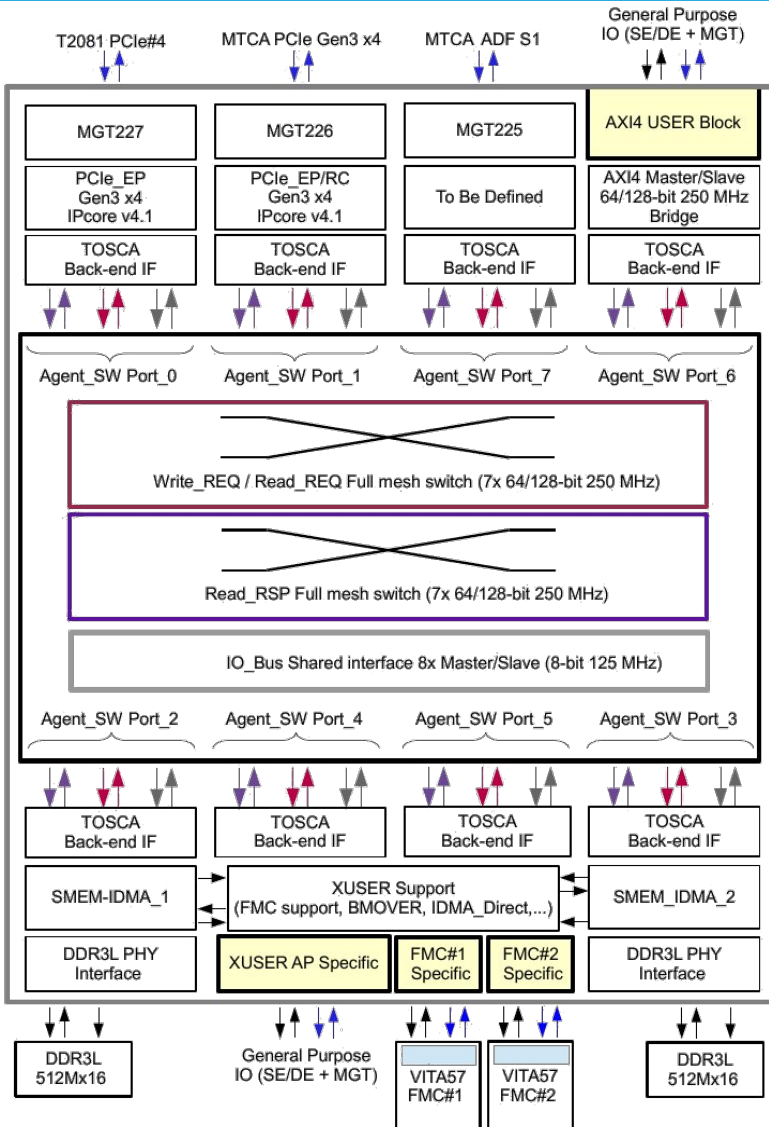 T2081 PCIe#4
MTCA PCIe Gen3 x4
MTCA ADF S1
General Purpose
IO (SE/DE + MGT)
MGT227
MGT226
MGT225
AXI4 USER Block
PCIe_EP
Gen3 x4
IPcore v4.1
PCIe_EP/RC
Gen3 x4
IPcore v4.1
To Be Defined
AXI4 Master/Slave
64/128-bit 250 MHz
Bridge
TOSCA
Back-end IF
TOSCA
Back-end IF
TOSCA
Back-end IF
TOSCA
Back-end IF
Agent_SW Port_0
Agent_SW Port_1
Agent_SW Port_7
Agent_SW Port_6
Write_REQ / Read_REQ Full mesh switch (7x 64/128-bit 250 MHz)
Read_RSP Full mesh switch (7x 64/128-bit 250 MHz)
IO_Bus Shared interface 8x Master/Slave (8-bit 125 MHz)
Agent_SW Port_2
Agent_SW Port_4
Agent_SW Port_5
Agent_SW Port_3
TOSCA
Back-end IF
TOSCA
Back-end IF
TOSCA
Back-end IF
TOSCA
Back-end IF
SMEM-IDMA_1
XUSER Support
(FMC support, BMOVER, IDMA_Direct,...)
SMEM_IDMA_2
DDR3L PHY
Interface
XUSER AP Specific
FMC#1
Specific
FMC#2
Specific
DDR3L PHY
Interface
DDR3L
512Mx16
General Purpose
IO (SE/DE + MGT)
VITA57
FMC#1
VITA57
FMC#2
DDR3L
512Mx16